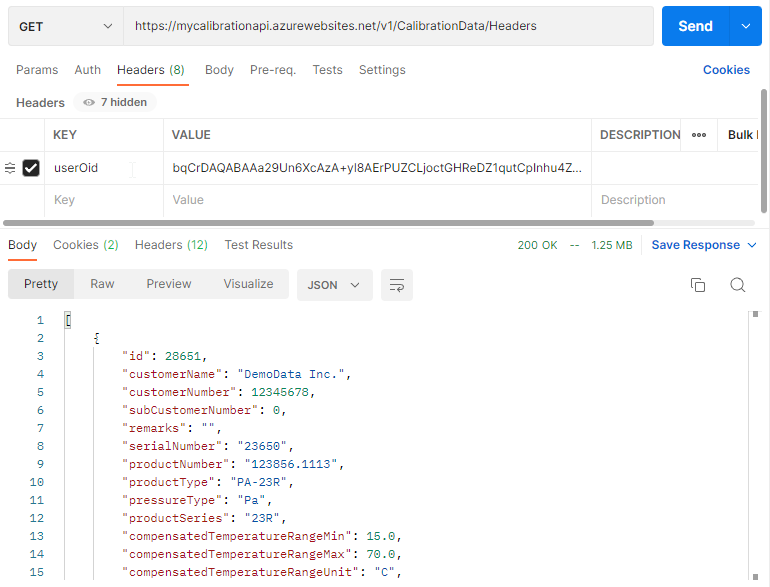 GET https://mycalibrationapi.azurewebsites.net/v1/CalibrationData/Headers Send
Params Auth Headers (8) Body Pre-req. Tests Settings Cookies
Headers 7 hidden
KEY VALUE DESCRIPTION ••• Bulk
userOid bqCrDAQABAAa29Un6XcAzA+yI8AErPUZCLjoctGHReDZ1qutCpInhu4Z...
Key Value Description
Body Cookies (2) Headers (12) Test Results 200 OK -- 1.25 MB Save Response
Pretty Raw Preview Visualize JSON
1 [
2 {
3 "id": 28651,
4 "customerName": "DemoData Inc.",
5 "customerNumber": 12345678,
6 "subCustomerNumber": 0,
7 "remarks": "",
8 "serialNumber": "23650",
9 "productNumber": "123856.1113",
10 "productType": "PA-23R",
11 "pressureType": "Pa",
12 "productSeries": "23R",
13 "compensatedTemperatureRangeMin": 15.0,
14 "compensatedTemperatureRangeMax": 70.0,
15 "compensatedTemperatureRangeUnit": "C",